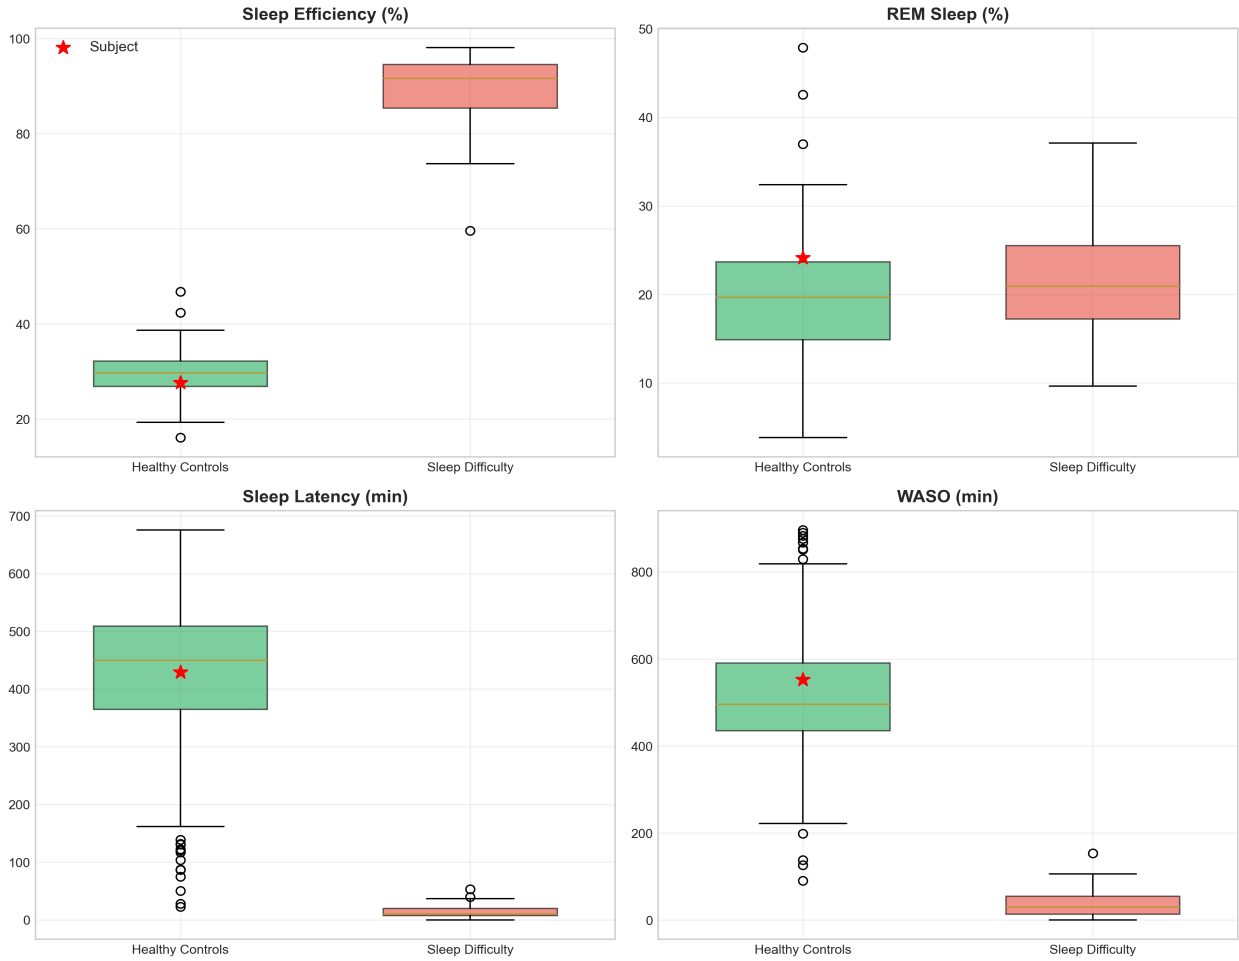 Sleep Efficiency (%)
100
80
60
40
20
Subject
Healthy Controls
Sleep Difficulty
REM Sleep (%)
50
40
30
20
10
Healthy Controls
Sleep Difficulty
Sleep Latency (min)
700
600
500
400
300
200
100
0
Healthy Controls
Sleep Difficulty
WASO (min)
800
600
400
200
0
Healthy Controls
Sleep Difficulty